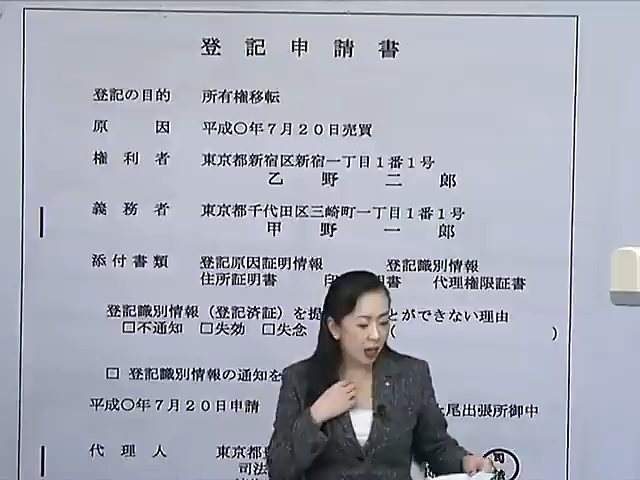 登記申請書
登記の目的 所有権移転
原因 平成〇年７月２０日売買
権利者 東京都新宿区新宿一丁目１番１号
乙野二郎
義務者 東京都千代田区三崎町一丁目１番１号
甲野一郎
添付書類 登記原因証明情報 登記識別情報
住所証明書 印 明書 代理権限証書
登記識別情報（登記済証）を提 とができない理由
□不通知 □失効 □失念 ( )
□ 登記識別情報の通知を
平成〇年７月２０日申請 尾出張所御中
代理人 東京都
司法